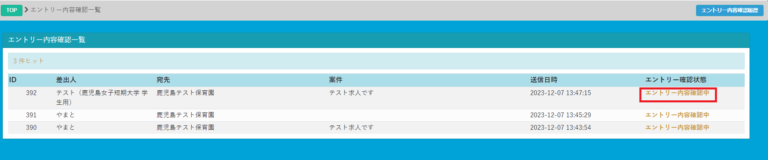 TOP > エントリー内容確認一覧
エントリー内容確認履歴
エントリー内容確認一覧
3 件ヒット
ID 差出人 宛先 案件 送信日時 エントリー確認状態
392 テスト（鹿児島女子短期大学 学生用） 鹿児島テスト保育園 テスト求人です 2023-12-07 13:47:15 エントリー内容確認中
391 やまと 鹿児島テスト保育園 2023-12-07 13:45:29 エントリー内容確認中
390 やまと 鹿児島テスト保育園 テスト求人です 2023-12-07 13:43:54 エントリー内容確認中